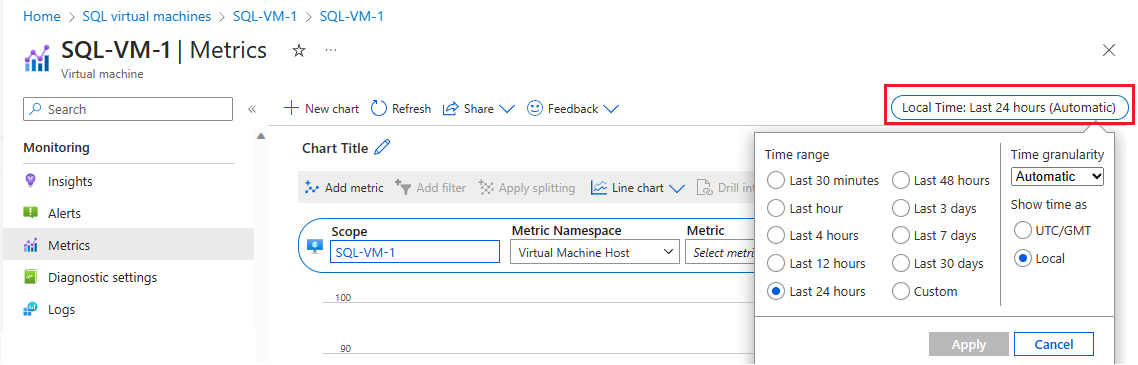 Home > SQL virtual machines > SQL-VM-1 > SQL-VM-1
SQL-VM-1 | Metrics ☆ ...
Virtual machine
Search
«
New chart Refresh Share Feedback
Local Time: Last 24 hours (Automatic)
Monitoring
Insights
Alerts
Metrics
Diagnostic settings
Logs
Chart Title
Add metric Add filter Apply splitting Line chart Drill int
Scope Metric Namespace Metric
SQL-VM-1 Virtual Machine Host Select metri
100
90
Time range
Last 30 minutes Last 48 hours
Last hour Last 3 days
Last 4 hours Last 7 days
Last 12 hours Last 30 days
Last 24 hours Custom
Time granularity
Automatic
Show time as
UTC/GMT
Local
Apply Cancel